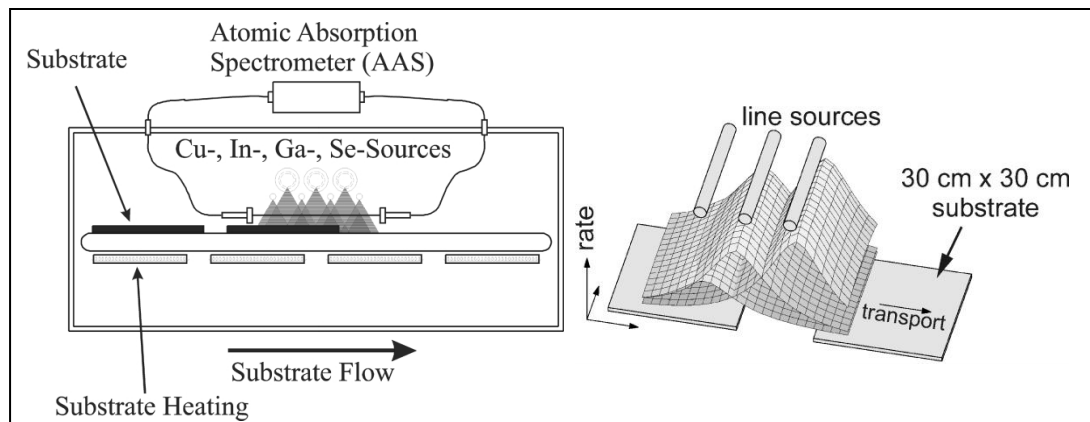 Atomic Absorption
Spectrometer (AAS)
Substrate
Cu-, In-, Ga-, Se-Sources
Substrate Flow
Substrate Heating
line sources
30 cm x 30 cm
substrate
rate
transport